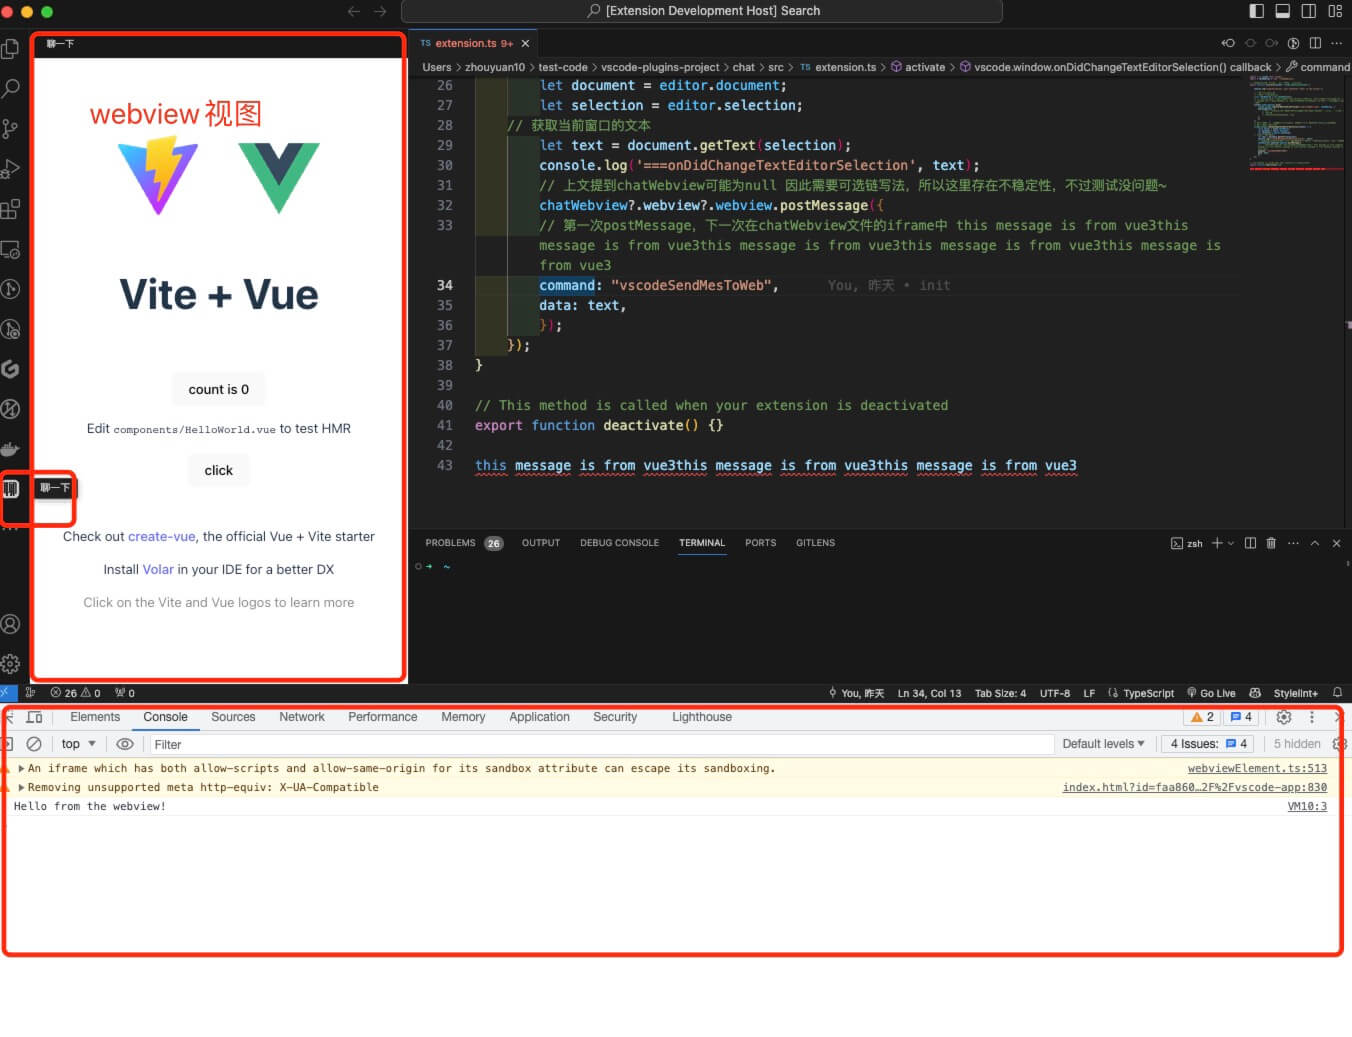 [Extension Development Host] Search
聊一下
webview 视图
Vite + Vue
count is 0
Edit components/HelloWorld.vue to test HMR
click
聊一下
Check out create-vue, the official Vue + Vite starter
Install Volar in your IDE for a better DX
Click on the Vite and Vue logos to learn more
TS extension.ts 9+
Users > zhouyuan10 > test-code > vscode-plugins-project > chat > src > TS extension.ts > activate > vscode.window.onDidChangeTextEditorSelection() callback > command
26 let document = editor.document;
27 let selection = editor.selection;
28 // 获取当前窗口的文本
29 let text = document.getText(selection);
30 console.log('===onDidChangeTextEditorSelection', text);
31 // 上文提到chatWebview可能为null 因此需要可选链写法，所以这里存在不稳定性，不过测试没问题~
32 chatWebview?.webview?.webview.postMessage({
33 // 第一次postMessage，下一次在chatWebview文件的iframe中 this message is from vue3this
message is from vue3this message is from vue3this message is from vue3this message is
from vue3
34 command: "vscodeSendMesToWeb", You, 昨天 • init
35 data: text,
36 });
37 });
38 }
39
40 // This method is called when your extension is deactivated
41 export function deactivate() {}
42
43 this message is from vue3this message is from vue3this message is from vue3
PROBLEMS 26 OUTPUT DEBUG CONSOLE TERMINAL PORTS GITLENS zsh
~
26 0 0 You, 昨天 Ln 34, Col 13 Tab Size: 4 UTF-8 LF TypeScript Go Live Stylelint+
Elements Console Sources Network Performance Memory Application Security Lighthouse 2 4
top Filter Default levels 4 Issues: 4 5 hidden
An iframe which has both allow-scripts and allow-same-origin for its sandbox attribute can escape its sandboxing. webviewElement.ts:513
Removing unsupported meta http-equiv: X-UA-Compatible index.html?id=faa860…2F%2Fvscode-app:830
Hello from the webview! VM10:3